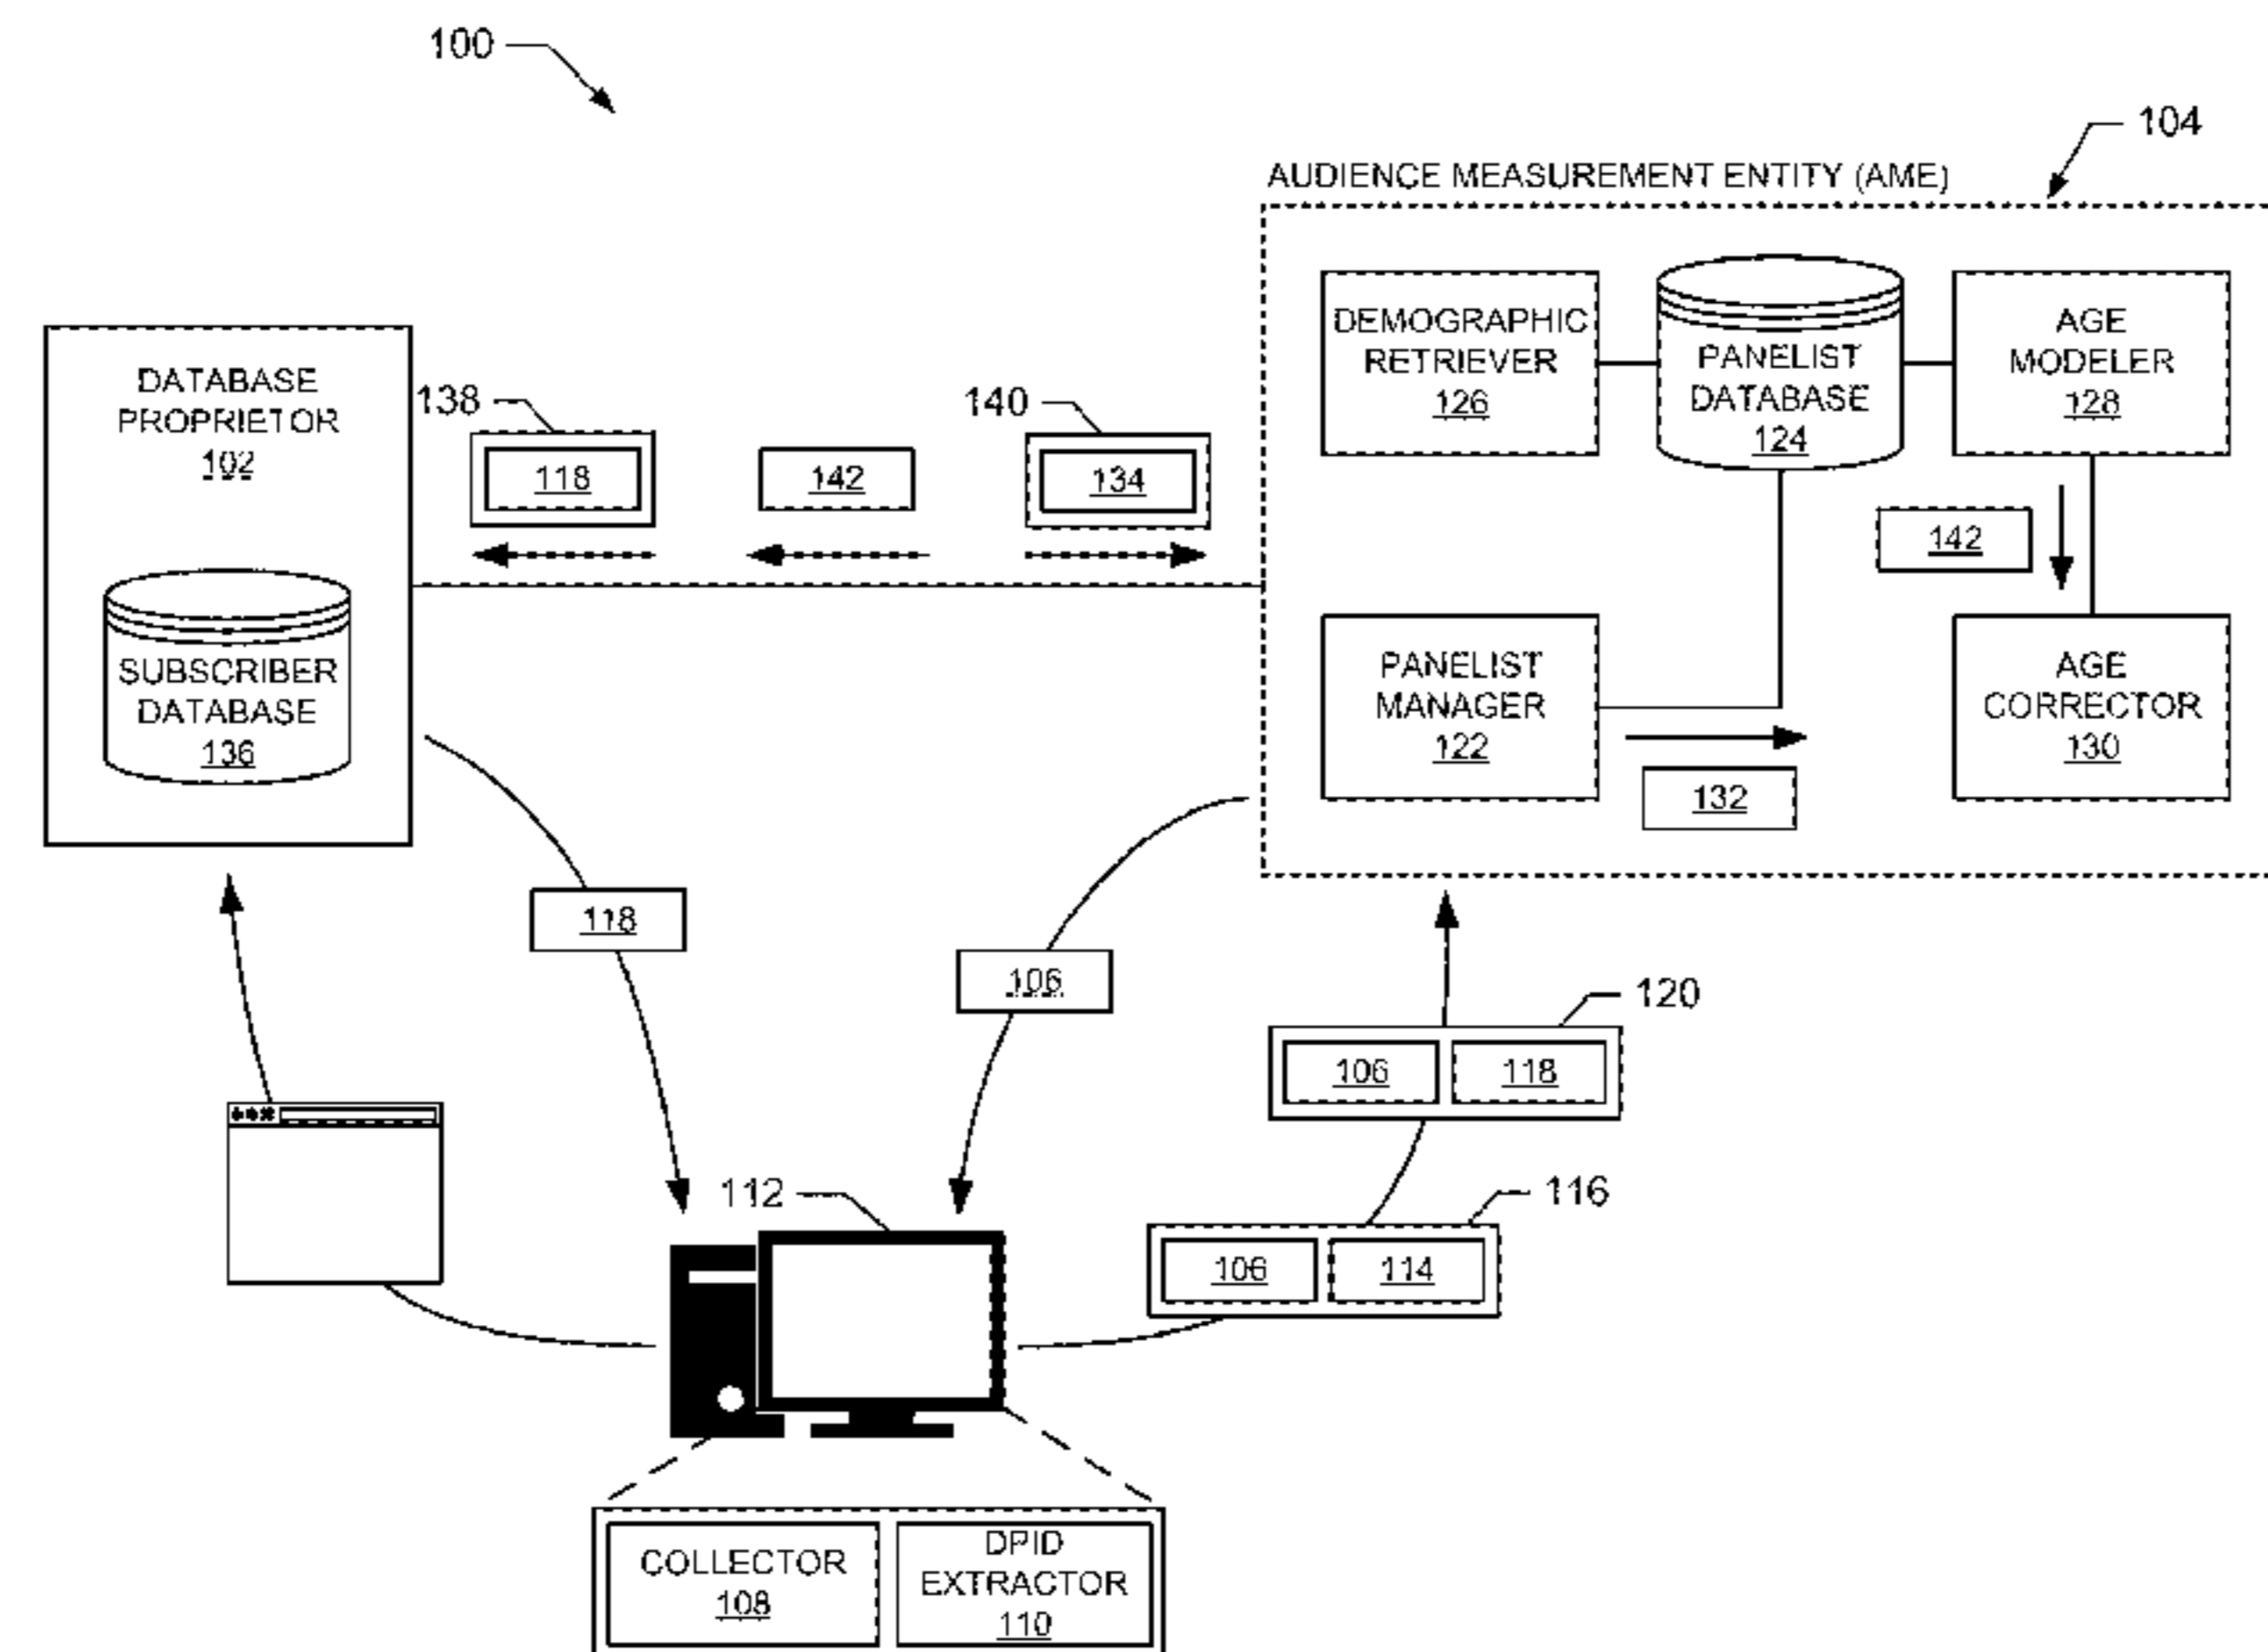 100
104
AUDIENCE MEASUREMENT ENTITY (AME)
DATABASE
PROPRIETOR
102
SUBSCRIBER
DATABASE
136
138
118
142
140
134
DEMOGRAPHIC
RETRIEVER
126
PANELIST
DATABASE
124
AGE
MODELER
128
142
PANELIST
MANAGER
122
132
AGE
CORRECTOR
130
118
106
120
106 118
116
106 114
112
COLLECTOR
108
DPID
EXTRACTOR
110